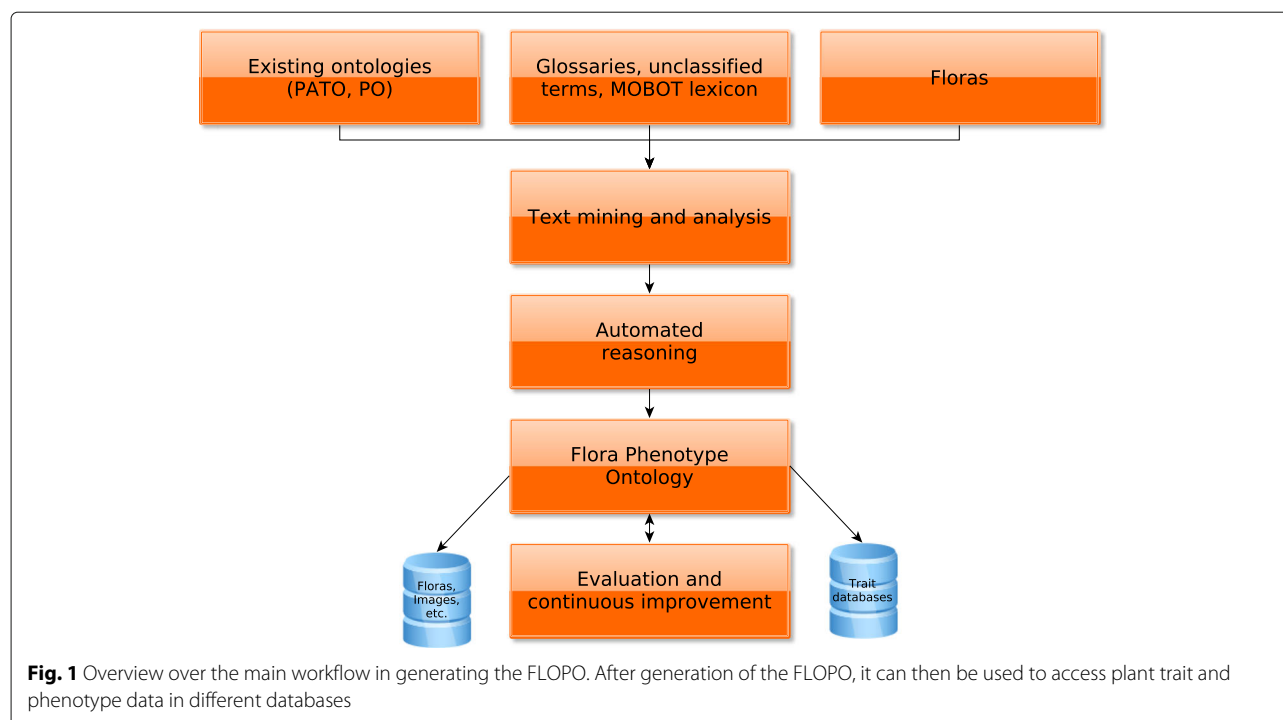 Existing ontologies
(PATO, PO)
Glossaries, unclassified
terms, MOBOT lexicon
Floras
Text mining and analysis
Automated
reasoning
Flora Phenotype
Ontology
Floras,
Images,
etc.
Evaluation and
continuous improvement
Trait
databases
Fig. 1 Overview over the main workflow in generating the FLOPO. After generation of the FLOPO, it can then be used to access plant trait and
phenotype data in different databases